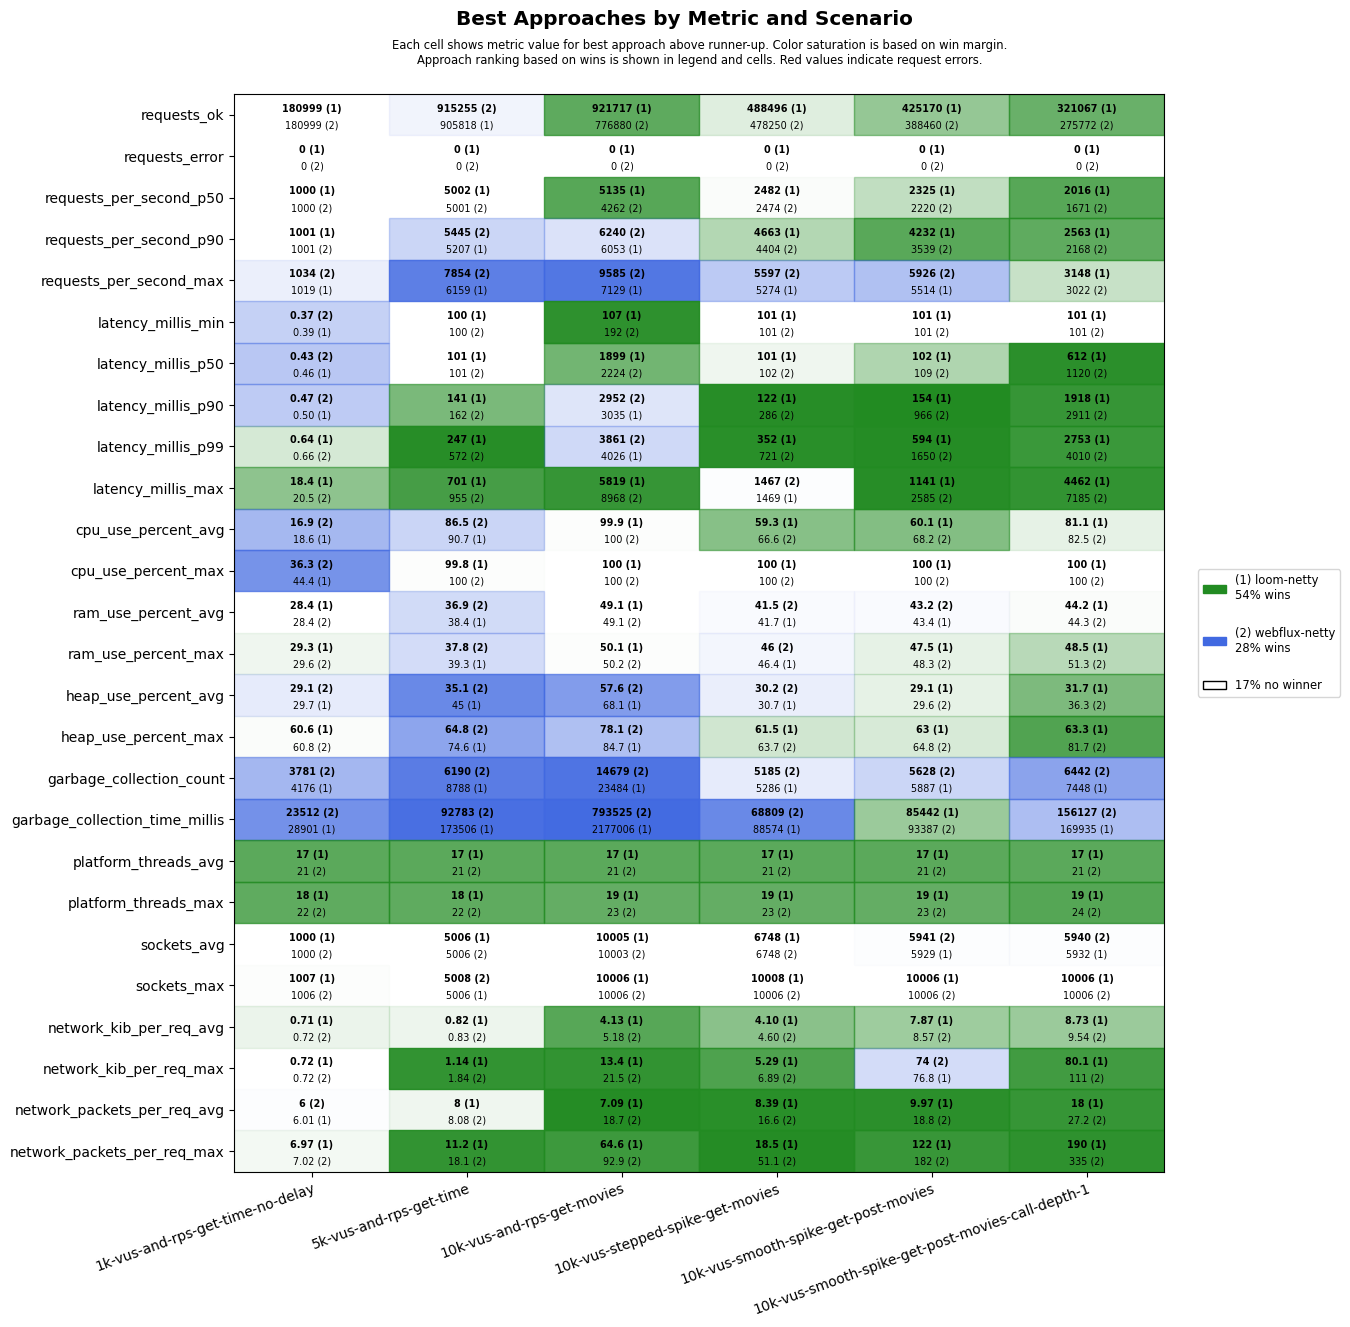 Best Approaches by Metric and Scenario
Each cell shows metric value for best approach above runner-up. Color saturation is based on win margin.
Approach ranking based on wins is shown in legend and cells. Red values indicate request errors.
requests_ok
180999 (1) 915255 (2) 921717 (1) 488496 (1) 425170 (1) 321067 (1)
180999 (2) 905818 (1) 776880 (2) 478250 (2) 388460 (2) 275772 (2)
requests_error
0 (1) 0 (1) 0 (1) 0 (1) 0 (1) 0 (1)
0 (2) 0 (2) 0 (2) 0 (2) 0 (2) 0 (2)
requests_per_second_p50
1000 (1) 5002 (1) 5135 (1) 2482 (1) 2325 (1) 2016 (1)
1000 (2) 5001 (2) 4262 (2) 2474 (2) 2220 (2) 1671 (2)
requests_per_second_p90
1001 (1) 5445 (2) 6240 (2) 4663 (1) 4232 (1) 2563 (1)
1001 (2) 5207 (1) 6053 (1) 4404 (2) 3539 (2) 2168 (2)
requests_per_second_max
1034 (2) 7854 (2) 9585 (2) 5597 (2) 5926 (2) 3148 (1)
1019 (1) 6159 (1) 7129 (1) 5274 (1) 5514 (1) 3022 (2)
latency_millis_min
0.37 (2) 100 (1) 107 (1) 101 (1) 101 (1) 101 (1)
0.39 (1) 100 (2) 192 (2) 101 (2) 101 (2) 101 (2)
latency_millis_p50
0.43 (2) 101 (1) 1899 (1) 101 (1) 102 (1) 612 (1)
0.46 (1) 101 (2) 2224 (2) 102 (2) 109 (2) 1120 (2)
latency_millis_p90
0.47 (2) 141 (1) 2952 (2) 122 (1) 154 (1) 1918 (1)
0.50 (1) 162 (2) 3035 (1) 286 (2) 966 (2) 2911 (2)
latency_millis_p99
0.64 (1) 247 (1) 3861 (2) 352 (1) 594 (1) 2753 (1)
0.66 (2) 572 (2) 4026 (1) 721 (2) 1650 (2) 4010 (2)
latency_millis_max
18.4 (1) 701 (1) 5819 (1) 1467 (2) 1141 (1) 4462 (1)
20.5 (2) 955 (2) 8968 (2) 1469 (1) 2585 (2) 7185 (2)
cpu_use_percent_avg
16.9 (2) 86.5 (2) 99.9 (1) 59.3 (1) 60.1 (1) 81.1 (1)
18.6 (1) 90.7 (1) 100 (2) 66.6 (2) 68.2 (2) 82.5 (2)
cpu_use_percent_max
36.3 (2) 99.8 (1) 100 (1) 100 (1) 100 (1) 100 (1)
44.4 (1) 100 (2) 100 (2) 100 (2) 100 (2) 100 (2)
ram_use_percent_avg
28.4 (1) 36.9 (2) 49.1 (1) 41.5 (2) 43.2 (2) 44.2 (1)
28.4 (2) 38.4 (1) 49.1 (2) 41.7 (1) 43.4 (1) 44.3 (2)
ram_use_percent_max
29.3 (1) 37.8 (2) 50.1 (1) 46 (2) 47.5 (1) 48.5 (1)
29.6 (2) 39.3 (1) 50.2 (2) 46.4 (1) 48.3 (2) 51.3 (2)
heap_use_percent_avg
29.1 (2) 35.1 (2) 57.6 (2) 30.2 (2) 29.1 (1) 31.7 (1)
29.7 (1) 45 (1) 68.1 (1) 30.7 (1) 29.6 (2) 36.3 (2)
heap_use_percent_max
60.6 (1) 64.8 (2) 78.1 (2) 61.5 (1) 63 (1) 63.3 (1)
60.8 (2) 74.6 (1) 84.7 (1) 63.7 (2) 64.8 (2) 81.7 (2)
garbage_collection_count
3781 (2) 6190 (2) 14679 (2) 5185 (2) 5628 (2) 6442 (2)
4176 (1) 8788 (1) 23484 (1) 5286 (1) 5887 (1) 7448 (1)
garbage_collection_time_millis
23512 (2) 92783 (2) 793525 (2) 68809 (2) 85442 (1) 156127 (2)
28901 (1) 173506 (1) 2177006 (1) 88574 (1) 93387 (2) 169935 (1)
platform_threads_avg
17 (1) 17 (1) 17 (1) 17 (1) 17 (1) 17 (1)
21 (2) 21 (2) 21 (2) 21 (2) 21 (2) 21 (2)
platform_threads_max
18 (1) 18 (1) 19 (1) 19 (1) 19 (1) 19 (1)
22 (2) 22 (2) 23 (2) 23 (2) 23 (2) 24 (2)
sockets_avg
1000 (1) 5006 (1) 10005 (1) 6748 (1) 5941 (2) 5940 (2)
1000 (2) 5006 (2) 10003 (2) 6748 (2) 5929 (1) 5932 (1)
sockets_max
1007 (1) 5008 (2) 10006 (1) 10008 (1) 10006 (1) 10006 (1)
1006 (2) 5006 (1) 10006 (2) 10006 (2) 10006 (2) 10006 (2)
network_kib_per_req_avg
0.71 (1) 0.82 (1) 4.13 (1) 4.10 (1) 7.87 (1) 8.73 (1)
0.72 (2) 0.83 (2) 5.18 (2) 4.60 (2) 8.57 (2) 9.54 (2)
network_kib_per_req_max
0.72 (1) 1.14 (1) 13.4 (1) 5.29 (1) 74 (2) 80.1 (1)
0.72 (2) 1.84 (2) 21.5 (2) 6.89 (2) 76.8 (1) 111 (2)
network_packets_per_req_avg
6 (2) 8 (1) 7.09 (1) 8.39 (1) 9.97 (1) 18 (1)
6.01 (1) 8.08 (2) 18.7 (2) 16.6 (2) 18.8 (2) 27.2 (2)
network_packets_per_req_max
6.97 (1) 11.2 (1) 64.6 (1) 18.5 (1) 122 (1) 190 (1)
7.02 (2) 18.1 (2) 92.9 (2) 51.1 (2) 182 (2) 335 (2)
1k-vus-and-rps-get-time-no-delay
5k-vus-and-rps-get-time
10k-vus-and-rps-get-movies
10k-vus-stepped-spike-get-movies
10k-vus-smooth-spike-get-post-movies
10k-vus-smooth-spike-get-post-movies-call-depth-1
(1) loom-netty
54% wins
(2) webflux-netty
28% wins
17% no winner